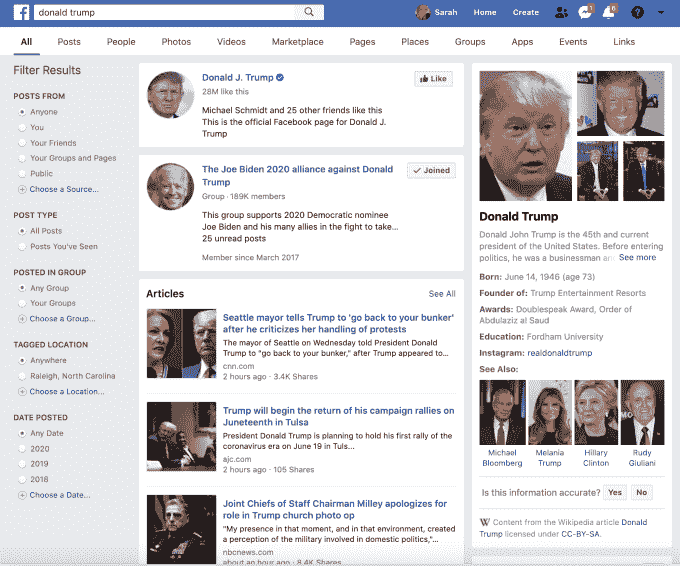 donald trump
Sarah
Home
Create
1
6
All
Posts
People
Photos
Videos
Marketplace
Pages
Places
Groups
Apps
Events
Links
Filter Results
POSTS FROM
Anyone
You
Your Friends
Your Groups and Pages
Public
Choose a Source...
POST TYPE
All Posts
Posts You've Seen
POSTED IN GROUP
Any Group
Your Groups
Choose a Group...
TAGGED LOCATION
Anywhere
Raleigh, North Carolina
Choose a Location...
DATE POSTED
Any Date
2020
2019
2018
Choose a Date...
Donald J. Trump
28M like this
Like
Michael Schmidt and 25 other friends like this
This is the official Facebook page for Donald J.
Trump
The Joe Biden 2020 alliance against Donald
Trump
Group · 189K members
Joined
This group supports 2020 Democratic nominee
Joe Biden and his many allies in the fight to take...
25 unread posts
Member since March 2017
Articles
See All
Seattle mayor tells Trump to 'go back to your bunker'
after he criticizes her handling of protests
The mayor of Seattle on Wednesday told President Donald
Trump to "go back to your bunker," after Trump appeared to...
cnn.com
2 hours ago · 3.4K Shares
Trump will begin the return of his campaign rallies on
Juneteenth in Tulsa
President Donald Trump is planning to hold his first rally of the
coronavirus era on June 19 in Tuls...
ajc.com
2 hours ago · 105 Shares
Joint Chiefs of Staff Chairman Milley apologizes for
role in Trump church photo op
"My presence in that moment, and in that environment, created
a perception of the military involved in domestic politics,"...
nbcnews.com
about an hour ago · 8.4K Shares
Donald Trump
Donald John Trump is the 45th and current
president of the United States. Before entering
politics, he was a businessman an
See more
Born: June 14, 1946 (age 73)
Founder of: Trump Entertainment Resorts
Awards: Doublespeak Award, Order of
Abdulaziz al Saud
Education: Fordham University
Instagram: realdonaldtrump
See Also:
Michael
Bloomberg
Melania
Trump
Hillary
Clinton
Rudy
Giuliani
Is this information accurate?
Yes
No
W Content from the Wikipedia article Donald
Trump licensed under CC-BY-SA.